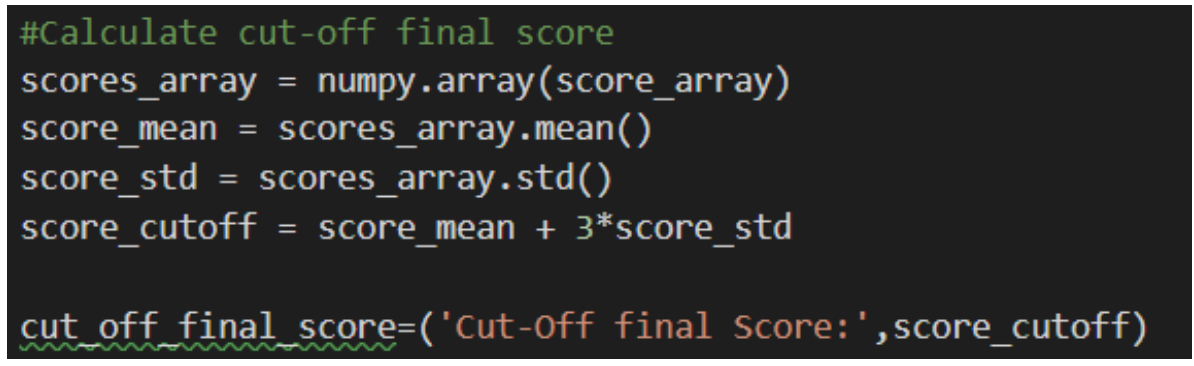 #Calculate cut-off final score
scores_array = numpy.array(score_array)
score_mean = scores_array.mean()
score_std = scores_array.std()
score_cutoff = score_mean + 3*score_std
cut_off_final_score=('Cut-Off final Score:',score_cutoff)